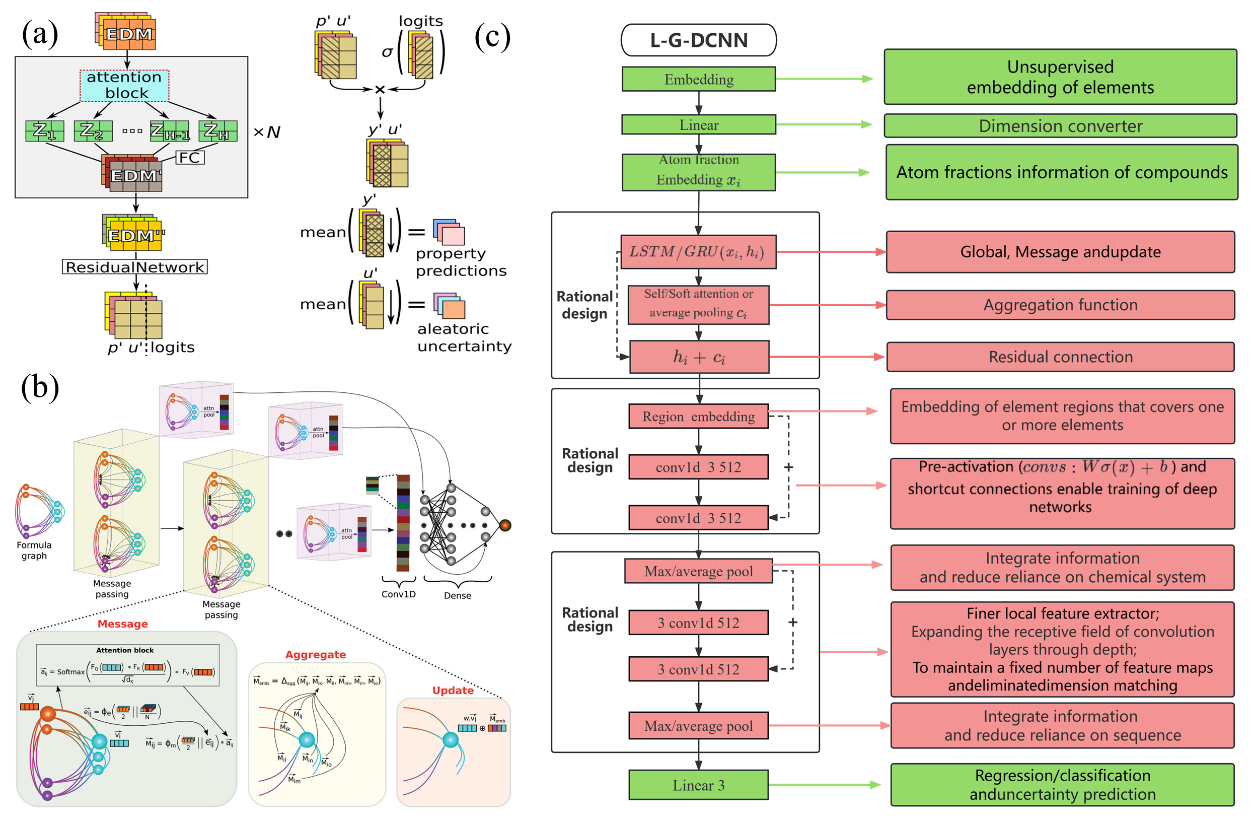 (a)
EDM
attention
block
Z1
Z2
...
ZH-1
ZH
×N
FC
EDM'
EDM''
ResidualNetwork
p' u' logits
p' u'
logits
σ
×
y' u'
y'
mean
=
property
predictions
u'
mean
=
aleatoric
uncertainty
(b)
attn
pool
attn
pool
attn
pool
Formula
graph
Message
passing
Message
passing
Conv1D
Dense
Message
Attention block
Aggregate
Update
(c)
L-G-DCNN
Embedding
Unsupervised
embedding of elements
Linear
Dimension converter
Atom fraction
Embedding xi
Atom fractions information of compounds
Rational
design
LSTM/GRU(xi, hi)
Global, Message andupdate
Self/Soft attention or
average pooling ci
Aggregation function
hi + ci
Residual connection
Rational
design
Region embedding
Embedding of element regions that covers one
or more elements
conv1d 3 512
+
Pre-activation (convs : Wσ(x) + b ) and
shortcut connections enable training of deep
networks
conv1d 3 512
Rational
design
Max/average pool
Integrate information
and reduce reliance on chemical system
3 conv1d 512
+
Finer local feature extractor;
Expanding the receptive field of convolution
layers through depth;
To maintain a fixed number of feature maps
andeliminatedimension matching
3 conv1d 512
Max/average pool
Integrate information
and reduce reliance on sequence
Linear 3
Regression/classification
anduncertainty prediction